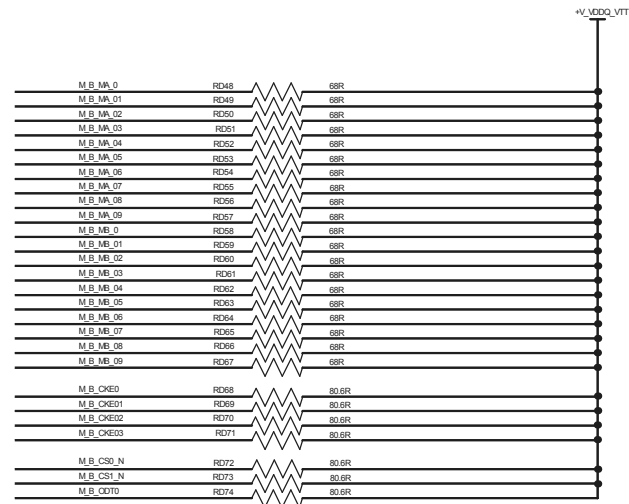 +V_VDDQ_VTT
M_B_MA_0 RD48 68R
M_B_MA_01 RD49 68R
M_B_MA_02 RD50 68R
M_B_MA_03 RD51 68R
M_B_MA_04 RD52 68R
M_B_MA_05 RD53 68R
M_B_MA_06 RD54 68R
M_B_MA_07 RD55 68R
M_B_MA_08 RD56 68R
M_B_MA_09 RD57 68R
M_B_MB_0 RD58 68R
M_B_MB_01 RD59 68R
M_B_MB_02 RD60 68R
M_B_MB_03 RD61 68R
M_B_MB_04 RD62 68R
M_B_MB_05 RD63 68R
M_B_MB_06 RD64 68R
M_B_MB_07 RD65 68R
M_B_MB_08 RD66 68R
M_B_MB_09 RD67 68R
M_B_CKE0 RD68 80.6R
M_B_CKE01 RD69 80.6R
M_B_CKE02 RD70 80.6R
M_B_CKE03 RD71 80.6R
M_B_CS0_N RD72 80.6R
M_B_CS1_N RD73 80.6R
M_B_ODT0 RD74 80.6R